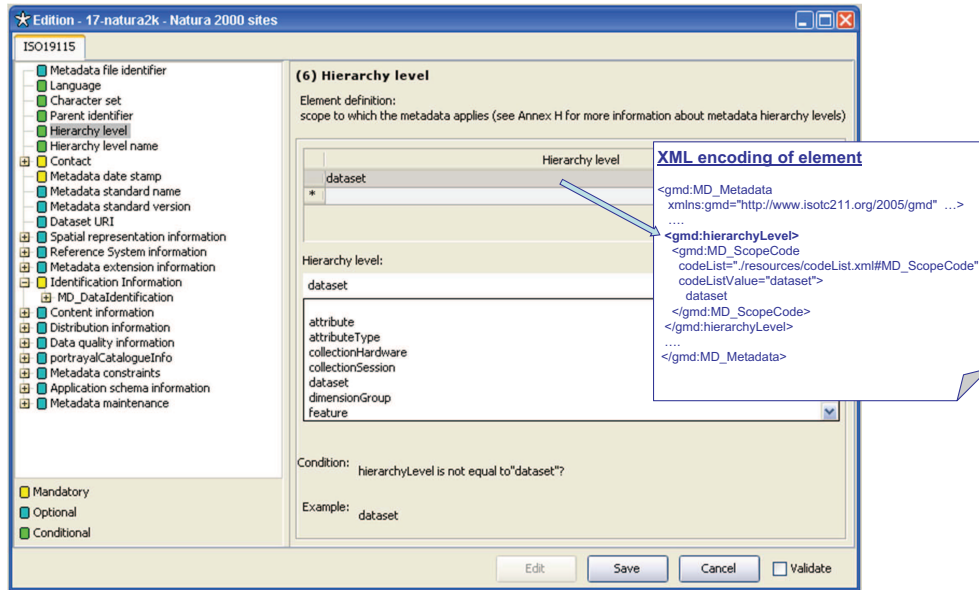 Edition - 17-natura2k - Natura 2000 sites
ISO19115
Metadata file identifier
Language
Character set
Parent identifier
Hierarchy level
Hierarchy level name
Contact
Metadata date stamp
Metadata standard name
Metadata standard version
Dataset URI
Spatial representation information
Reference System information
Metadata extension information
Identification Information
MD_DataIdentification
Content information
Distribution information
Data quality information
portrayalCatalogueInfo
Metadata constraints
Application schema information
Metadata maintenance
Mandatory
Optional
Conditional
(6) Hierarchy level
Element definition:
scope to which the metadata applies (see Annex H for more information about metadata hierarchy levels)
Hierarchy level
dataset
*
Hierarchy level:
dataset
attribute
attributeType
collectionHardware
collectionSession
dataset
dimensionGroup
feature
Condition: hierarchyLevel is not equal to"dataset"?
Example: dataset
XML encoding of element
<gmd:MD_Metadata
xmlns:gmd="http://www.isotc211.org/2005/gmd" …>
….
<gmd:hierarchyLevel>
<gmd:MD_ScopeCode
codeList="./resources/codeList.xml#MD_ScopeCode"
codeListValue="dataset">
dataset
</gmd:MD_ScopeCode>
</gmd:hierarchyLevel>
….
</gmd:MD_Metadata>
Edit Save Cancel Validate